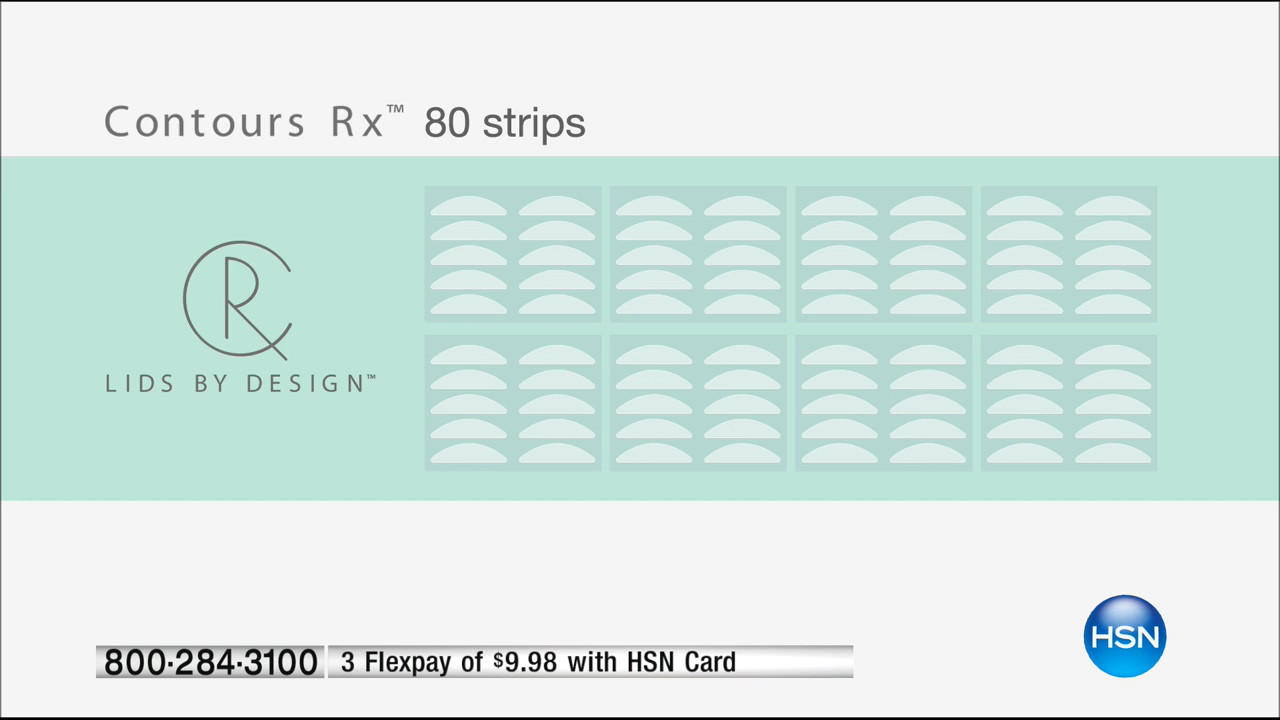 Contours Rx™ 80 strips
CR
LIDS BY DESIGN™
HSN
800·284·3100 3 Flexpay of $9.98 with HSN Card